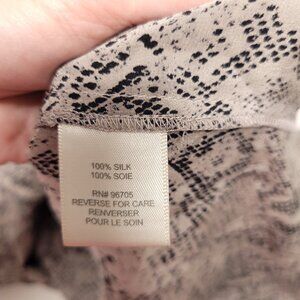 100% SILK
100% SOIE
RN# 96705
REVERSE FOR CARE
RENVERSER
POUR LE SOIN